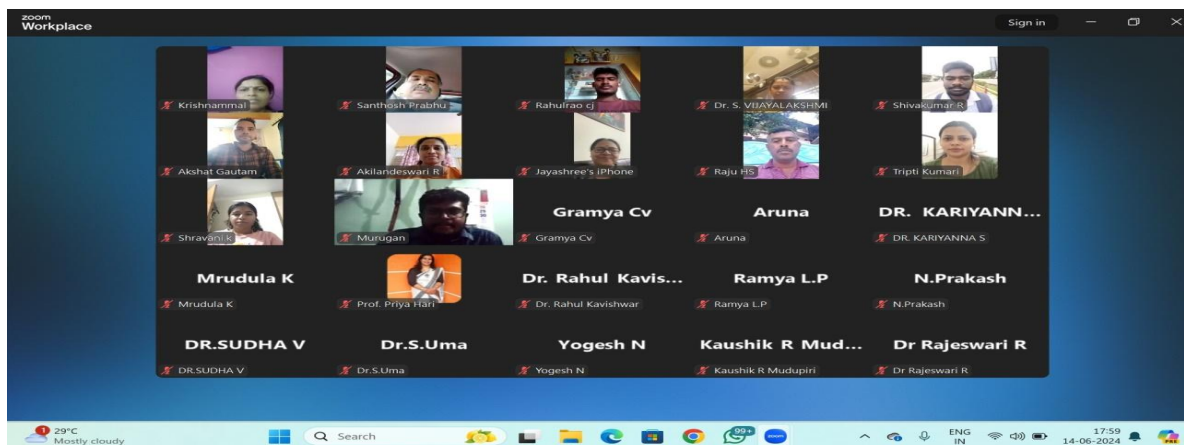 zoom
Workplace
Sign in
Krishnammal
Santhosh Prabhu
Rahulrao cj
Dr. S. VIJAYALAKSHMI
Shivakumar R
Akshat Gautam
Akilandeswari R
Jayashree's iPhone
Raju HS
Tripti Kumari
Shravani.k
Murugan
Gramya Cv
Gramya Cv
Aruna
Aruna
DR. KARIYANN...
DR. KARIYANNA S
Mrudula K
Mrudula K
Prof. Priya Hari
Dr. Rahul Kavis...
Dr. Rahul Kavishwar
Ramya L.P
Ramya L.P
N.Prakash
N.Prakash
DR.SUDHA V
DR.SUDHA V
Dr.S.Uma
Dr.S.Uma
Yogesh N
Yogesh N
Kaushik R Mud...
Kaushik R Mudupiri
Dr Rajeswari R
Dr Rajeswari R
1
29°C
Mostly cloudy
Search
99+
zoom
ENG
IN
17:59
14-06-2024